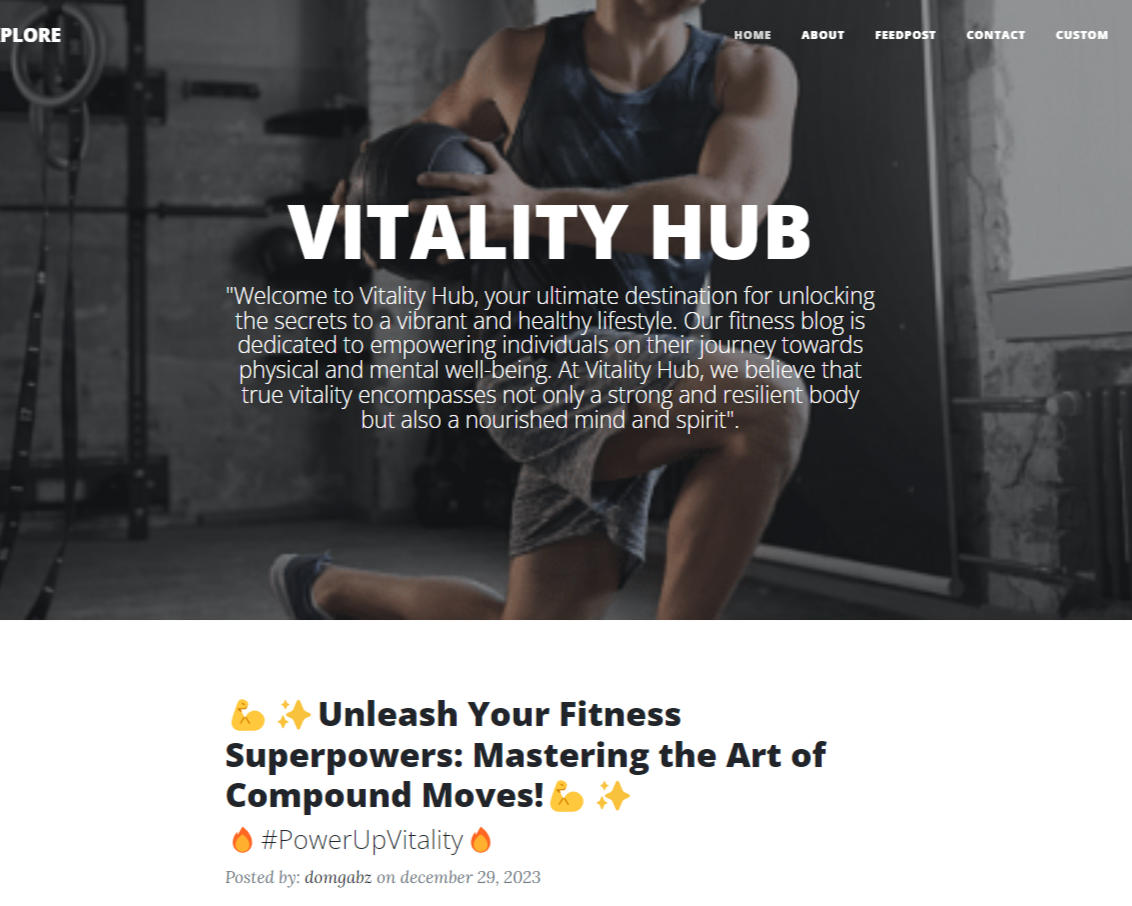 PLORE
HOME ABOUT FEEDPOST CONTACT CUSTOM
VITALITY HUB
"Welcome to Vitality Hub, your ultimate destination for unlocking
the secrets to a vibrant and healthy lifestyle. Our fitness blog is
dedicated to empowering individuals on their journey towards
physical and mental well-being. At Vitality Hub, we believe that
true vitality encompasses not only a strong and resilient body
but also a nourished mind and spirit".
💪 ✨Unleash Your Fitness
Superpowers: Mastering the Art of
Compound Moves!💪 ✨
🔥 #PowerUpVitality🔥
Posted by: domgabz on december 29, 2023